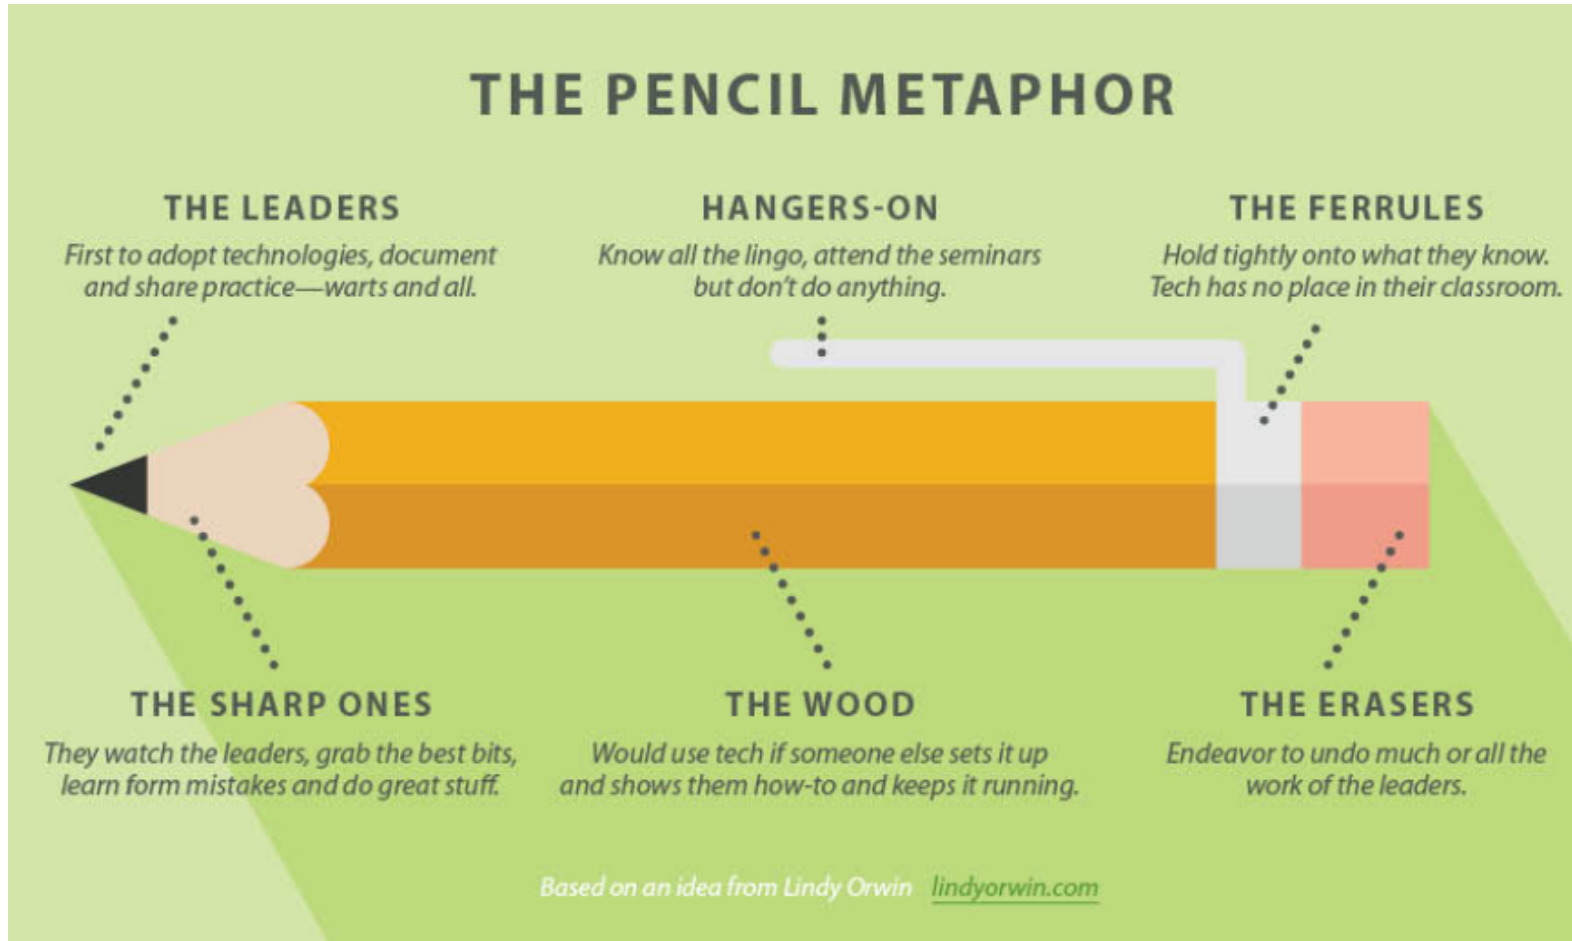 THE PENCIL METAPHOR
THE LEADERS
First to adopt technologies, document
and share practice—warts and all.
HANGERS-ON
Know all the lingo, attend the seminars
but don't do anything.
THE FERRULES
Hold tightly onto what they know.
Tech has no place in their classroom.
THE SHARP ONES
They watch the leaders, grab the best bits,
learn form mistakes and do great stuff.
THE WOOD
Would use tech if someone else sets it up
and shows them how-to and keeps it running.
THE ERASERS
Endeavor to undo much or all the
work of the leaders.
Based on an idea from Lindy Orwin lindyorwin.com